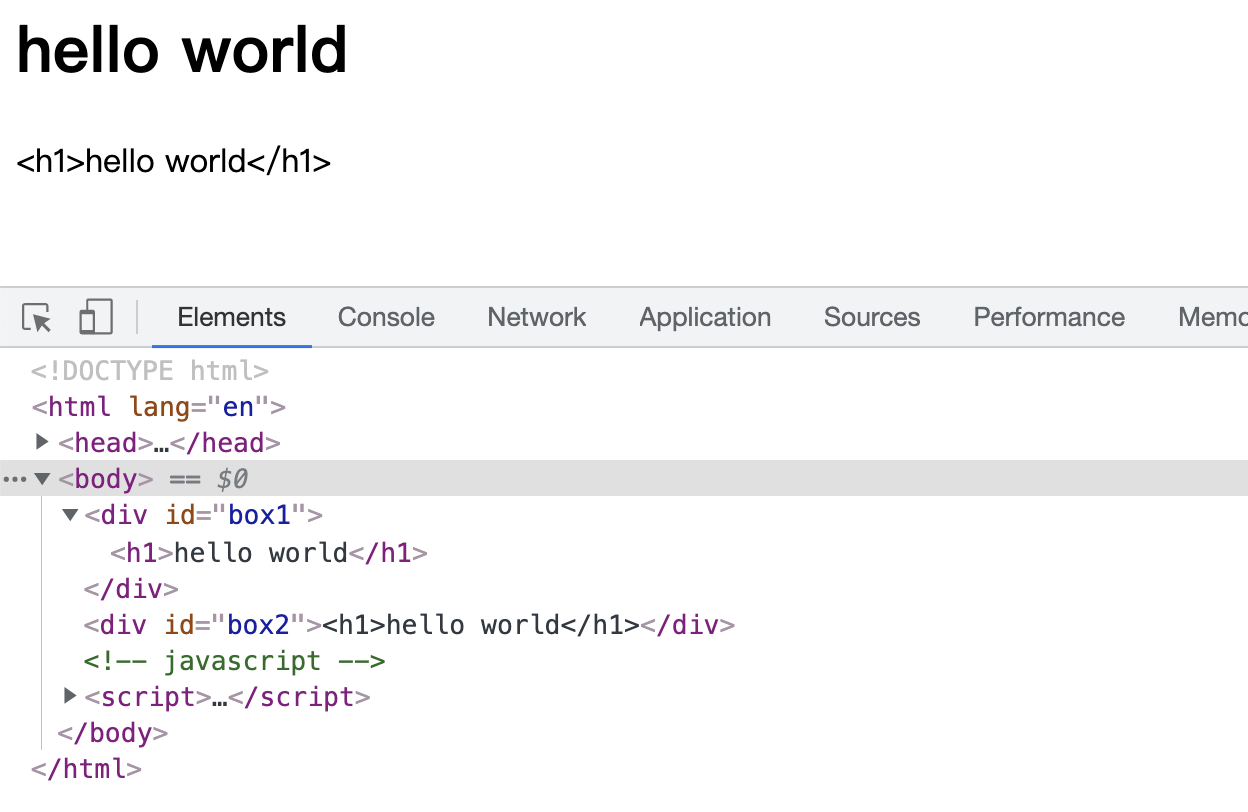 hello world
<h1>hello world</h1>
Elements Console Network Application Sources Performance Memo
<!DOCTYPE html>
<html lang="en">
<head>…</head>
<body> == $0
<div id="box1">
<h1>hello world</h1>
</div>
<div id="box2"><h1>hello world</h1></div>
<!-- javascript -->
<script>…</script>
</body>
</html>